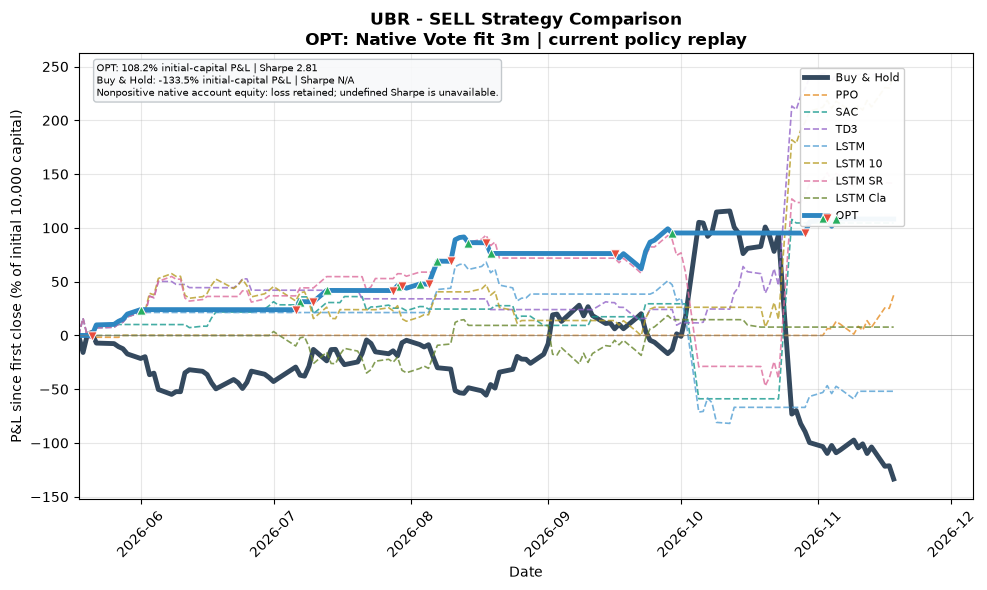 UBR - SELL Strategy Comparison
OPT: Native Vote fit 3m | current policy replay
OPT: 108.2% initial-capital P&L | Sharpe 2.81
Buy & Hold: -133.5% initial-capital P&L | Sharpe N/A
Nonpositive native account equity: loss retained; undefined Sharpe is unavailable.
Buy & Hold
PPO
SAC
TD3
LSTM
LSTM 10
LSTM SR
LSTM Cla
OPT
P&L since first close (% of initial 10,000 capital)
250
200
150
100
50
0
−50
−100
−150
2026-06
2026-07
2026-08
2026-09
2026-10
2026-11
2026-12
Date